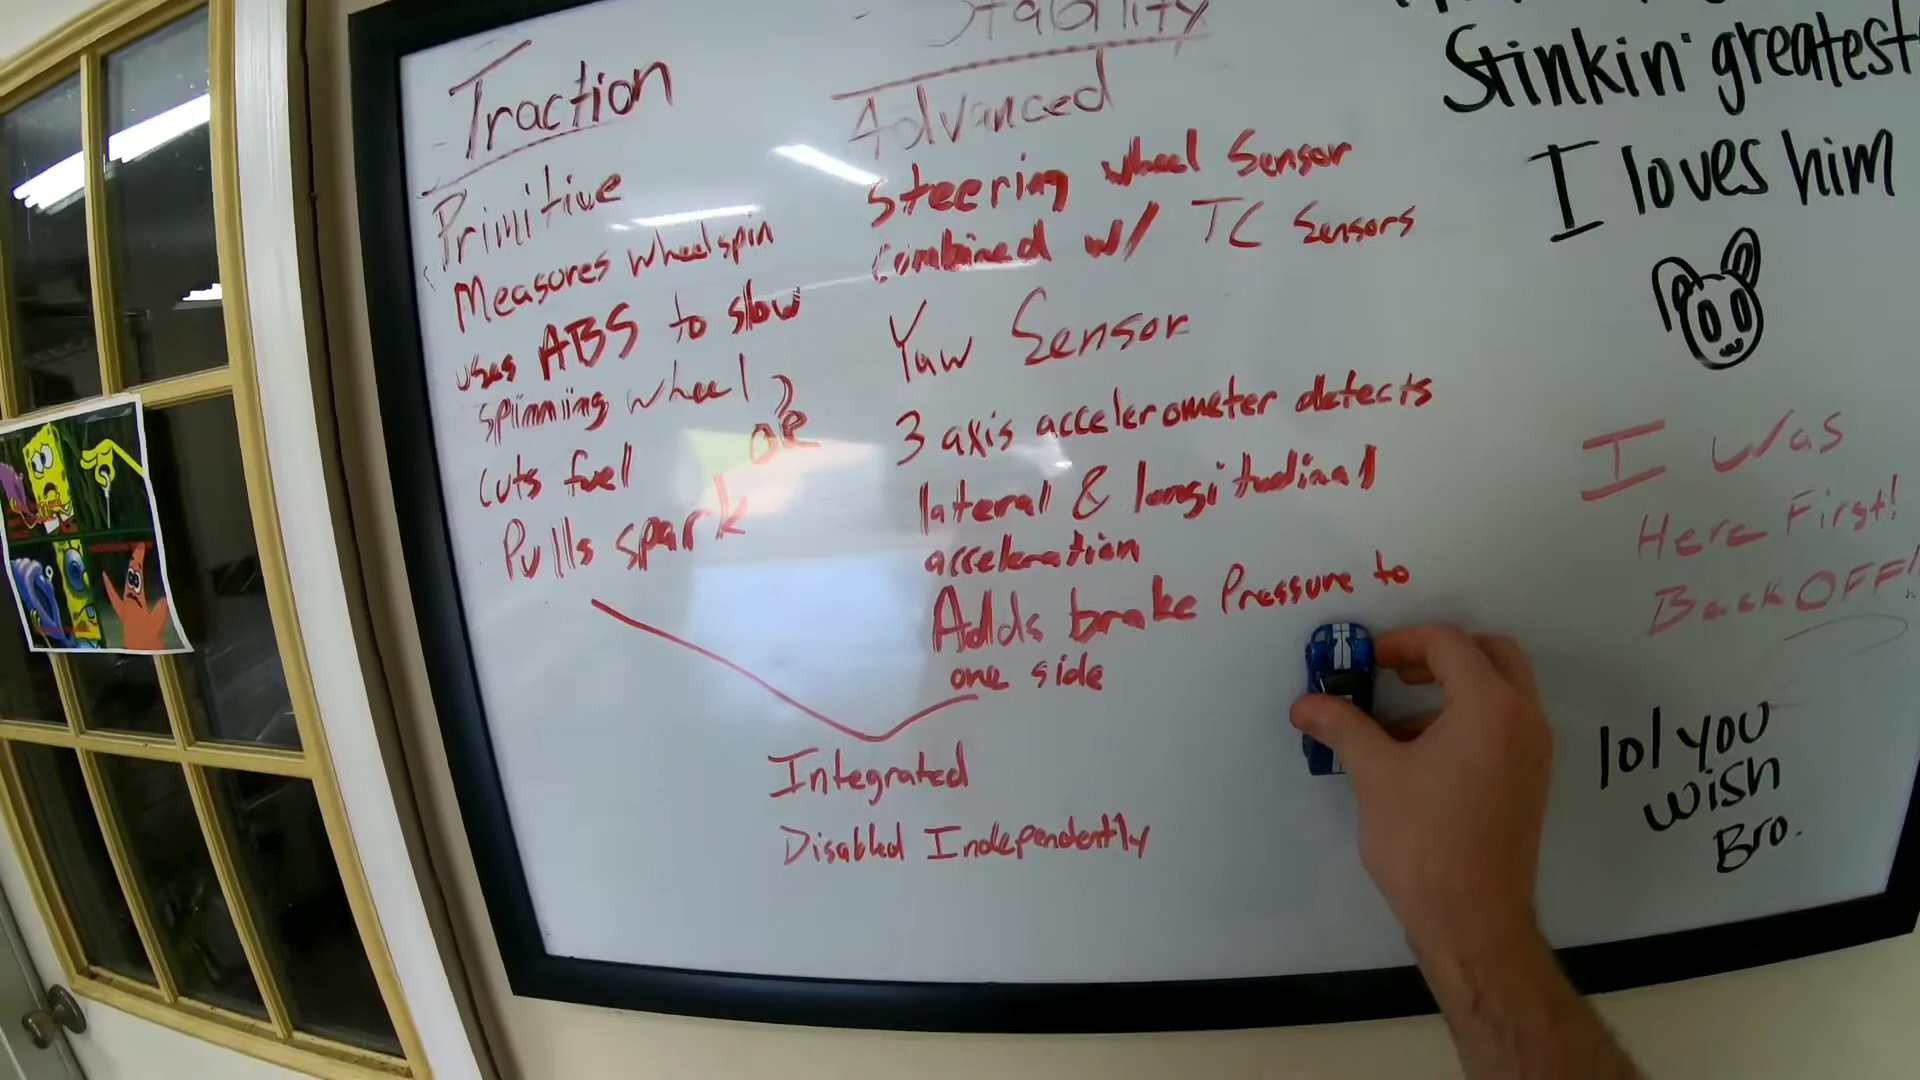 Traction
Primitive
Measures wheelspin
uses ABS to slow
spinning wheel, OR
cuts fuel
Pulls spark
Stability
Advanced
Steering wheel Sensor
combined w/ TC Sensors
Yaw Sensor
3 axis accelerometer detects
lateral & longitudinal
acceleration
Adds brake Pressure to
one side
Integrated
Disabled Independently
Stinkin' greatest
I loves him
I Was
Here First!
Back OFF!
lol you
wish
Bro.